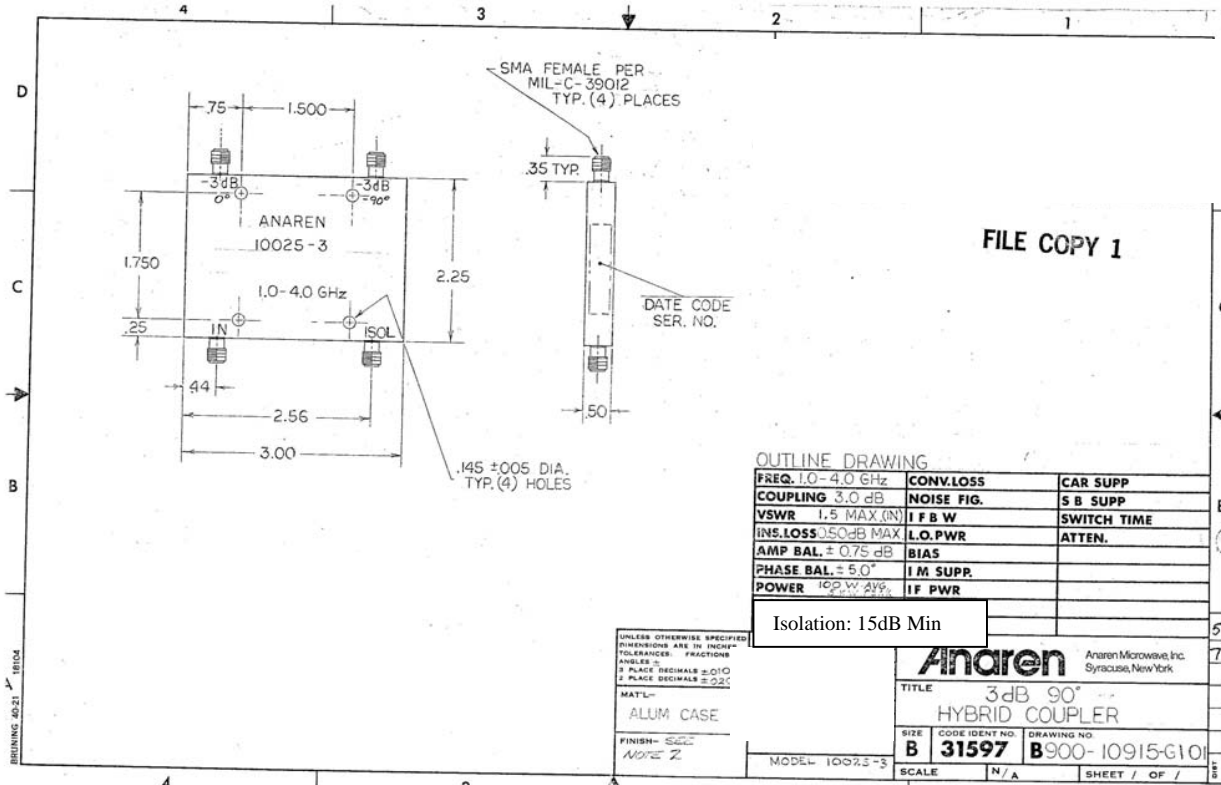 4
3
2
1
D
C
B
SMA FEMALE PER
MIL-C-39012
TYP. (4) PLACES
.75
1.500
.35 TYP.
-3dB
0°
-3dB
-90°
ANAREN
10025-3
1.0-4.0 GHz
1.750
.25
2.25
IN
ISOL
.44
2.56
3.00
.50
DATE CODE
SER. NO.
.145 ±.005 DIA.
TYP. (4) HOLES
FILE COPY 1
OUTLINE DRAWING
FREQ. 1.0-4.0 GHz CONV.LOSS CAR SUPP
COUPLING 3.0 dB NOISE FIG. S B SUPP
VSWR 1.5 MAX.(IN) I F B W SWITCH TIME
INS.LOSS 0.50dB MAX. L.O.PWR ATTEN.
AMP BAL. ± 0.75 dB BIAS
PHASE BAL. ± 5.0° I M SUPP.
POWER 100 W AVG. IF PWR
Isolation: 15dB Min
UNLESS OTHERWISE SPECIFIED
DIMENSIONS ARE IN
TOLERANCES: FRACTIONS
ANGLES ±
3 PLACE DECIMALS ±.010
2 PLACE DECIMALS
MAT'L-
ALUM CASE
FINISH- SEE
NOTE 2
MODEL 10025-3
Anaren
Anaren Microwave, Inc.
Syracuse, New York
TITLE
3dB 90°
HYBRID COUPLER
SIZE CODE IDENT NO. DRAWING NO.
B 31597 B900-10915-G101
SCALE N/A SHEET / OF /
BRUNING 40-21 18104
DIST